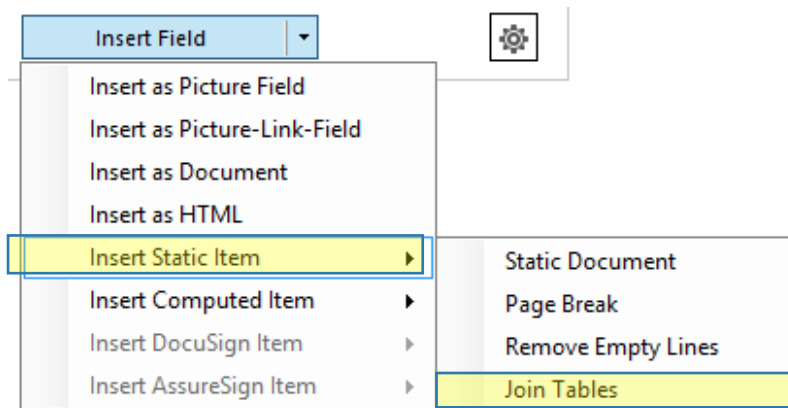 Insert Field
Insert as Picture Field
Insert as Picture-Link-Field
Insert as Document
Insert as HTML
Insert Static Item
Insert Computed Item
Insert DocuSign Item
Insert AssureSign Item
Static Document
Page Break
Remove Empty Lines
Join Tables